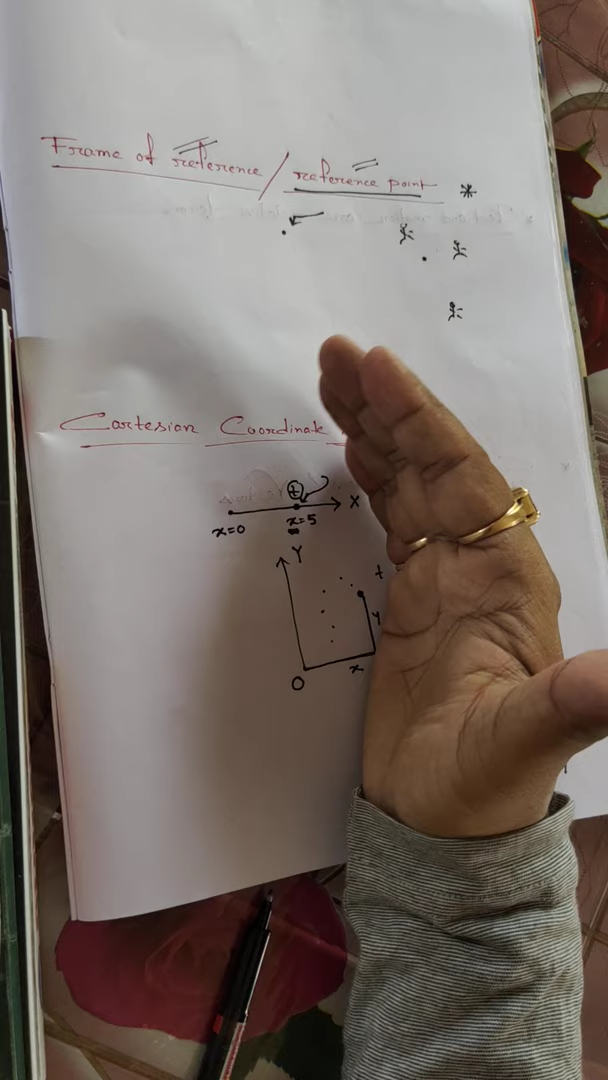 Frame of reference / reference point
Cartesian Coordinate
t
X
x=0
x=5
Y
t
y
O
x